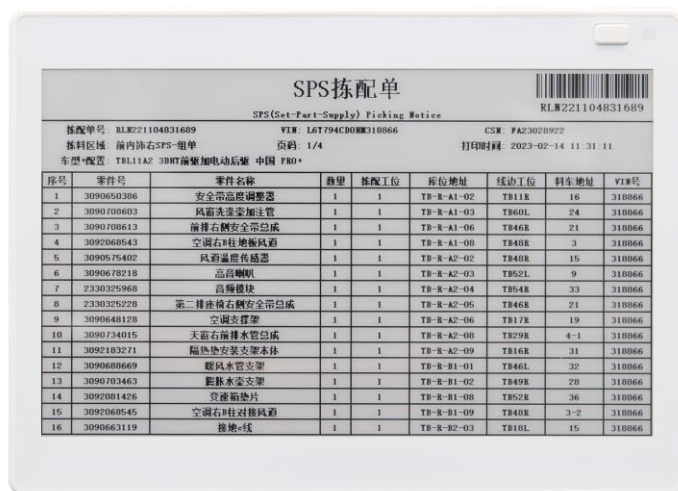 SPS拣配单
SPS(Set-Part-Supply) Picking Notice
RLN221104831689
拣配单号: RLN221104831689 VIN: L6T794CD0NM318866 CSN: FA23028922
拣料区域: 前内饰右SPS-组单 页码: 1/4 打印时间: 2023-02-14 11:31:11
车型+配置: TBL11A2 3DHT前驱加电动后驱 中国 PRO+
序号 零件号 零件名称 数量 拣配工位 库位地址 线边工位 料车地址 VIN号
1 3090650386 安全带高度调整器 1 1 TB-R-A1-02 TB11R 16 318866
2 3090708603 风窗洗涤壶加注管 1 1 TB-R-A1-03 TB60L 24 318866
3 3090708613 前排右侧安全带总成 1 1 TB-R-A1-06 TB46R 21 318866
4 3092068543 空调右B柱地板风道 1 1 TB-R-A1-08 TB48R 3 318866
5 3090575402 风道温度传感器 1 1 TB-R-A2-02 TB48R 15 318866
6 3090678218 高音喇叭 1 1 TB-R-A2-03 TB52L 9 318866
7 2330325968 音频模块 1 1 TB-R-A2-04 TB54R 33 318866
8 2330325228 第二排座椅右侧安全带总成 1 1 TB-R-A2-05 TB46R 21 318866
9 3090648128 空调支撑架 1 1 TB-R-A2-06 TB17R 19 318866
10 3090734015 天窗右前排水管总成 1 1 TB-R-A2-08 TB29R 4-1 318866
11 3092183271 隔热垫安装支架本体 1 1 TB-R-A2-09 TB16R 31 318866
12 3090688669 暖风水管支架 1 1 TB-R-B1-01 TB46L 32 318866
13 3090703463 膨胀水壶支架 1 1 TB-R-B1-02 TB49R 28 318866
14 3092081426 变速箱垫片 1 1 TB-R-B1-08 TB52R 36 318866
15 3092068545 空调右B柱对接风道 1 1 TB-R-B1-09 TB48R 3-2 318866
16 3090663119 接地c线 1 1 TB-R-B2-03 TB18L 15 318866